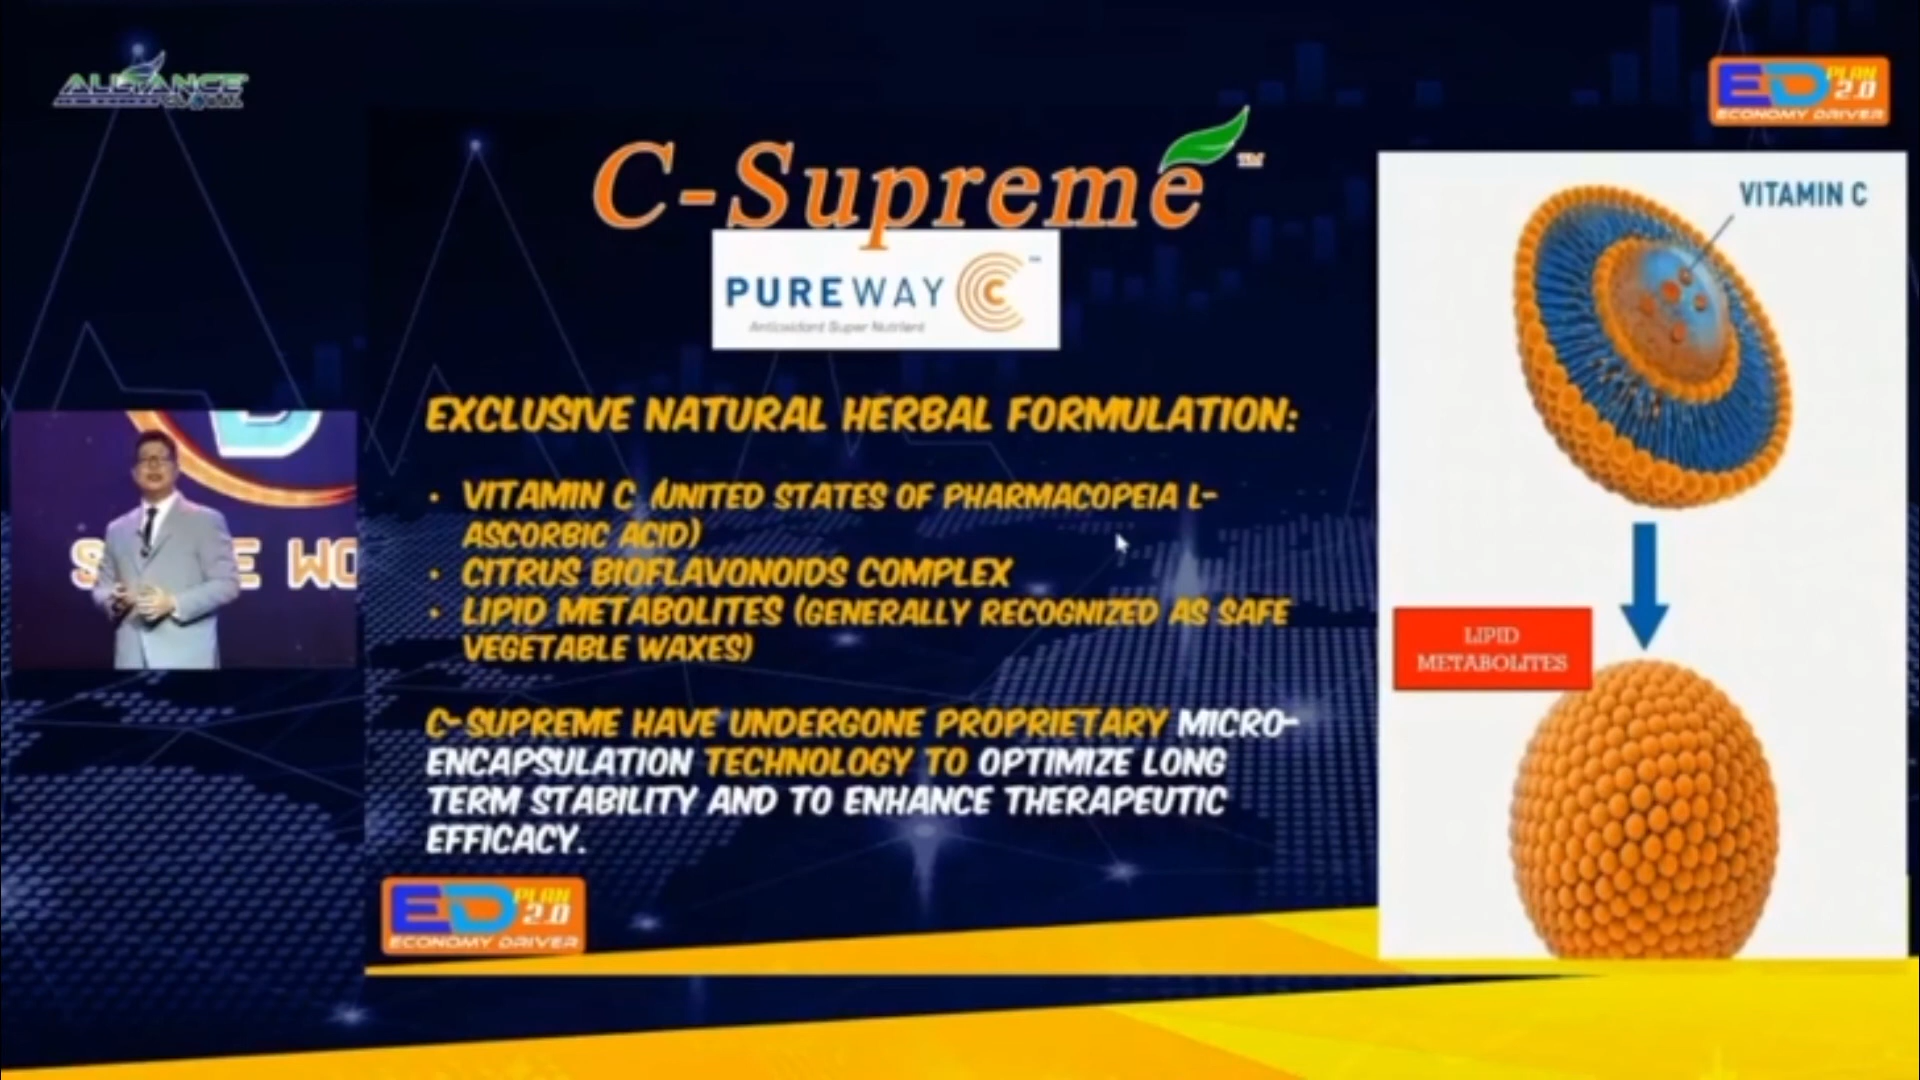 ALLIANCE
ED PLAN 2.0
ECONOMY DRIVER
C-Supreme™
VITAMIN C
PUREWAY C™
Antioxidant Super Nutrient
EXCLUSIVE NATURAL HERBAL FORMULATION:
• VITAMIN C (UNITED STATES OF PHARMACOPEIA L-
ASCORBIC ACID)
• CITRUS BIOFLAVONOIDS COMPLEX
• LIPID METABOLITES (GENERALLY RECOGNIZED AS SAFE
VEGETABLE WAXES)
LIPID
METABOLITES
C-SUPREME HAVE UNDERGONE PROPRIETARY MICRO-
ENCAPSULATION TECHNOLOGY TO OPTIMIZE LONG
TERM STABILITY AND TO ENHANCE THERAPEUTIC
EFFICACY.
ED PLAN 2.0
ECONOMY DRIVER